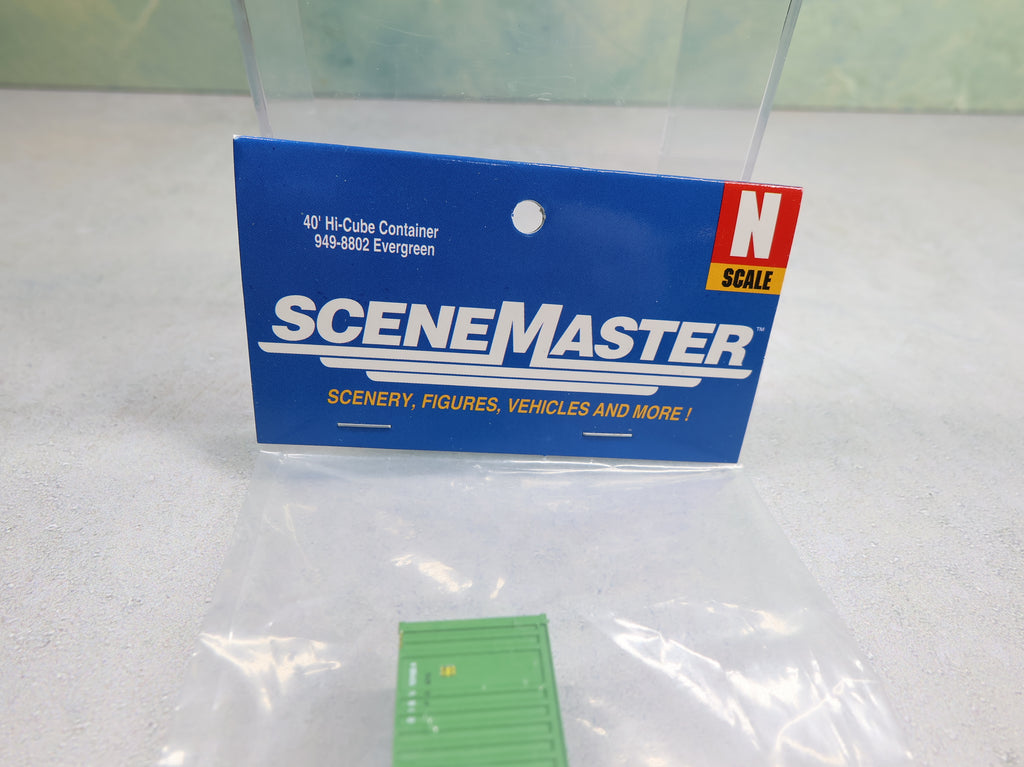 40' Hi-Cube Container
949-8802 Evergreen
N
SCALE
SCENEMASTER™
SCENERY, FIGURES, VEHICLES AND MORE !